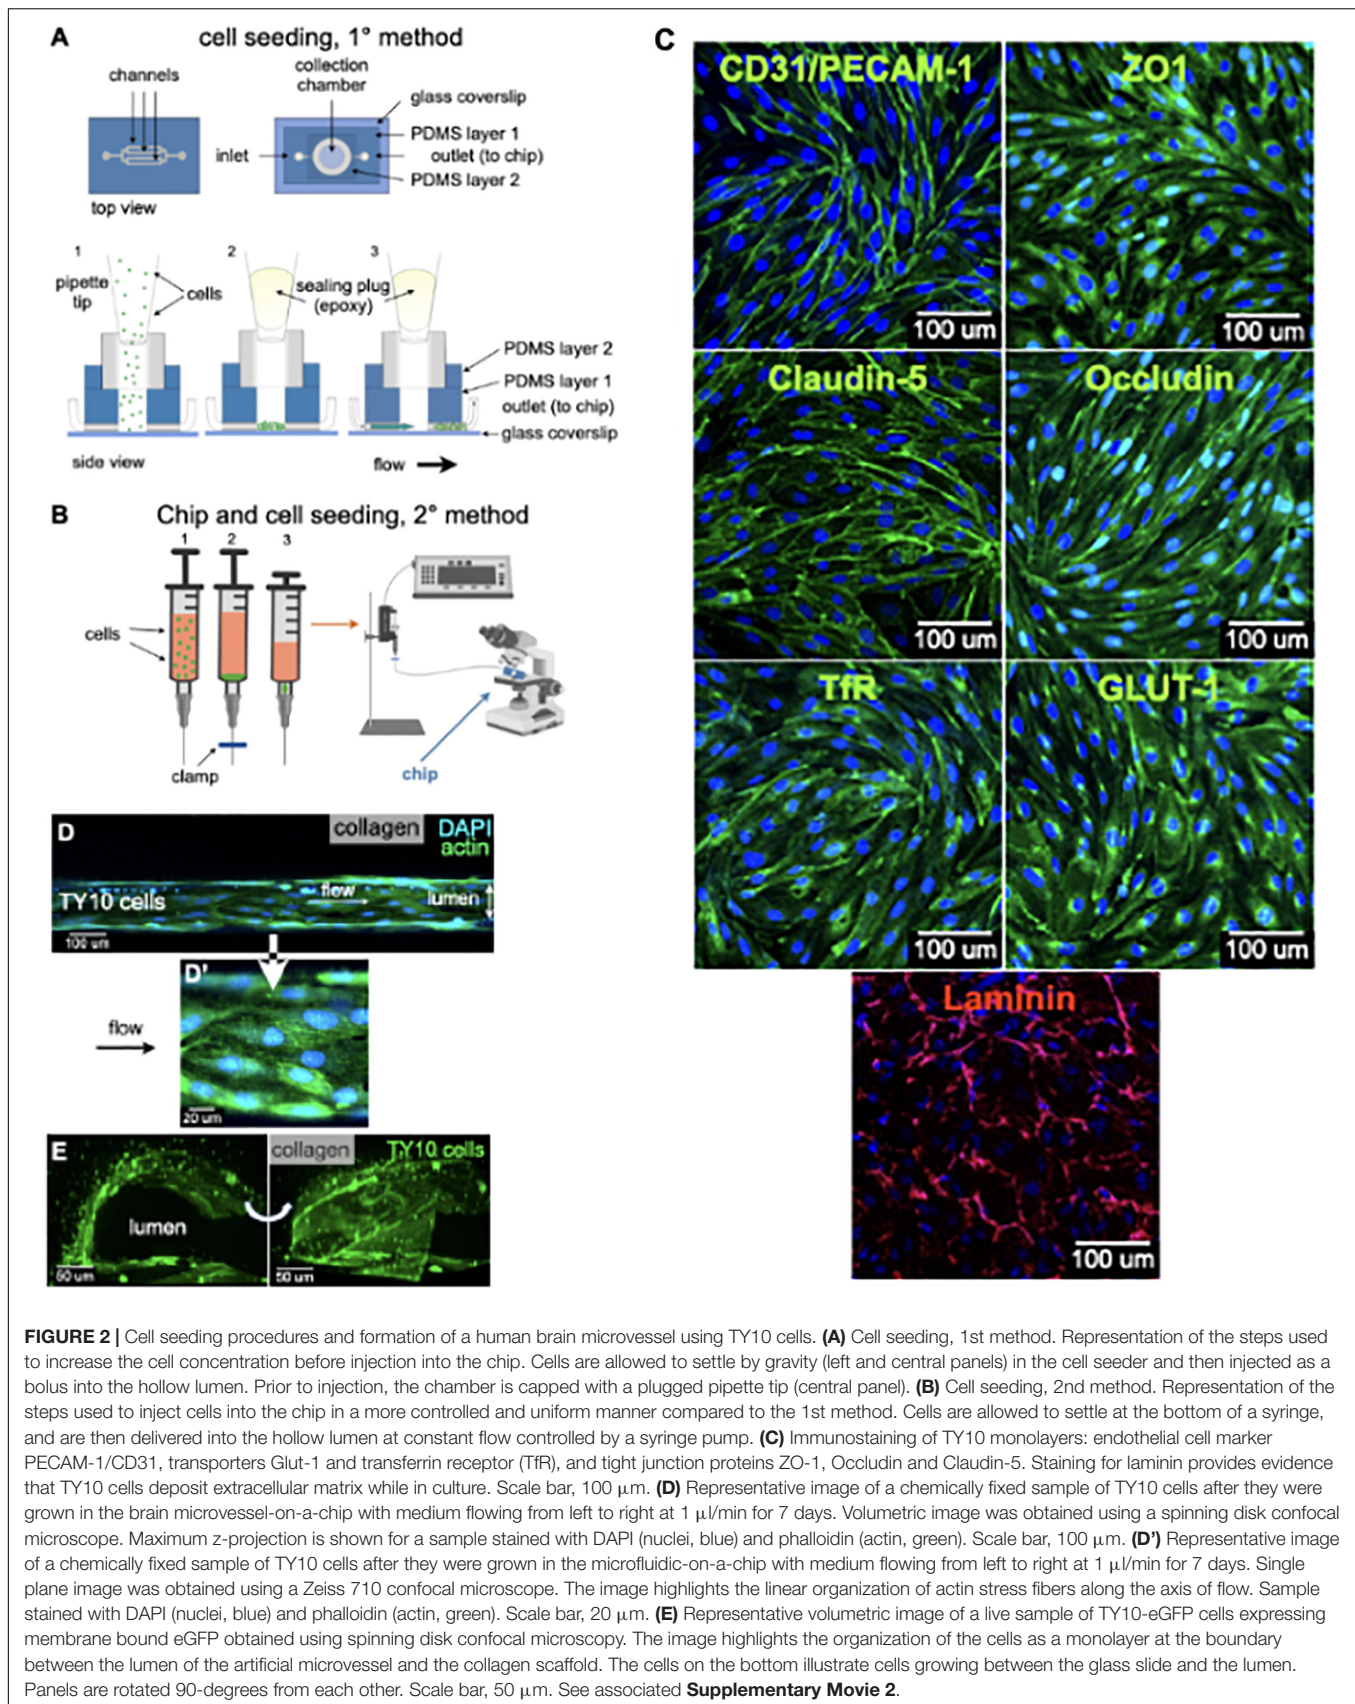 A
cell seeding, 1° method
channels
collection
chamber
glass coverslip
PDMS layer 1
inlet
outlet (to chip)
PDMS layer 2
top view
1
2
3
pipette
tip
cells
sealing plug
(epoxy)
PDMS layer 2
PDMS layer 1
outlet (to chip)
glass coverslip
side view
flow
B
Chip and cell seeding, 2° method
1
2
3
cells
clamp
chip
C
CD31/PECAM-1
100 um
ZO1
100 um
Claudin-5
100 um
Occludin
100 um
TfR
100 um
GLUT-1
100 um
Laminin
100 um
D
collagen
DAPI
actin
flow
TY10 cells
lumen
100 um
D'
flow
20 um
E
collagen
TY10 cells
lumen
50 um
50 um
FIGURE 2 | Cell seeding procedures and formation of a human brain microvessel using TY10 cells. (A) Cell seeding, 1st method. Representation of the steps used
to increase the cell concentration before injection into the chip. Cells are allowed to settle by gravity (left and central panels) in the cell seeder and then injected as a
bolus into the hollow lumen. Prior to injection, the chamber is capped with a plugged pipette tip (central panel). (B) Cell seeding, 2nd method. Representation of the
steps used to inject cells into the chip in a more controlled and uniform manner compared to the 1st method. Cells are allowed to settle at the bottom of a syringe,
and are then delivered into the hollow lumen at constant flow controlled by a syringe pump. (C) Immunostaining of TY10 monolayers: endothelial cell marker
PECAM-1/CD31, transporters Glut-1 and transferrin receptor (TfR), and tight junction proteins ZO-1, Occludin and Claudin-5. Staining for laminin provides evidence
that TY10 cells deposit extracellular matrix while in culture. Scale bar, 100 μm. (D) Representative image of a chemically fixed sample of TY10 cells after they were
grown in the brain microvessel-on-a-chip with medium flowing from left to right at 1 μl/min for 7 days. Volumetric image was obtained using a spinning disk confocal
microscope. Maximum z-projection is shown for a sample stained with DAPI (nuclei, blue) and phalloidin (actin, green). Scale bar, 100 μm. (D') Representative image
of a chemically fixed sample of TY10 cells after they were grown in the microfluidic-on-a-chip with medium flowing from left to right at 1 μl/min for 7 days. Single
plane image was obtained using a Zeiss 710 confocal microscope. The image highlights the linear organization of actin stress fibers along the axis of flow. Sample
stained with DAPI (nuclei, blue) and phalloidin (actin, green). Scale bar, 20 μm. (E) Representative volumetric image of a live sample of TY10-eGFP cells expressing
membrane bound eGFP obtained using spinning disk confocal microscopy. The image highlights the organization of the cells as a monolayer at the boundary
between the lumen of the artificial microvessel and the collagen scaffold. The cells on the bottom illustrate cells growing between the glass slide and the lumen.
Panels are rotated 90-degrees from each other. Scale bar, 50 μm. See associated Supplementary Movie 2.